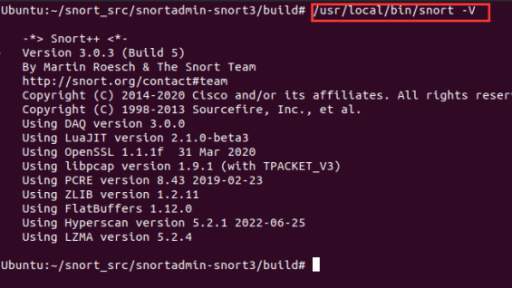 Ubuntu:~/snort_src/snortadmin-snort3/build# /usr/local/bin/snort -V
-*> Snort++ <*-
Version 3.0.3 (Build 5)
By Martin Roesch & The Snort Team
http://snort.org/contact#team
Copyright (C) 2014-2020 Cisco and/or its affiliates. All rights reser
Copyright (C) 1998-2013 Sourcefire, Inc., et al.
Using DAQ version 3.0.0
Using LuaJIT version 2.1.0-beta3
Using OpenSSL 1.1.1f  31 Mar 2020
Using libpcap version 1.9.1 (with TPACKET_V3)
Using PCRE version 8.43 2019-02-23
Using ZLIB version 1.2.11
Using FlatBuffers 1.12.0
Using Hyperscan version 5.2.1 2022-06-25
Using LZMA version 5.2.4
Ubuntu:~/snort_src/snortadmin-snort3/build#